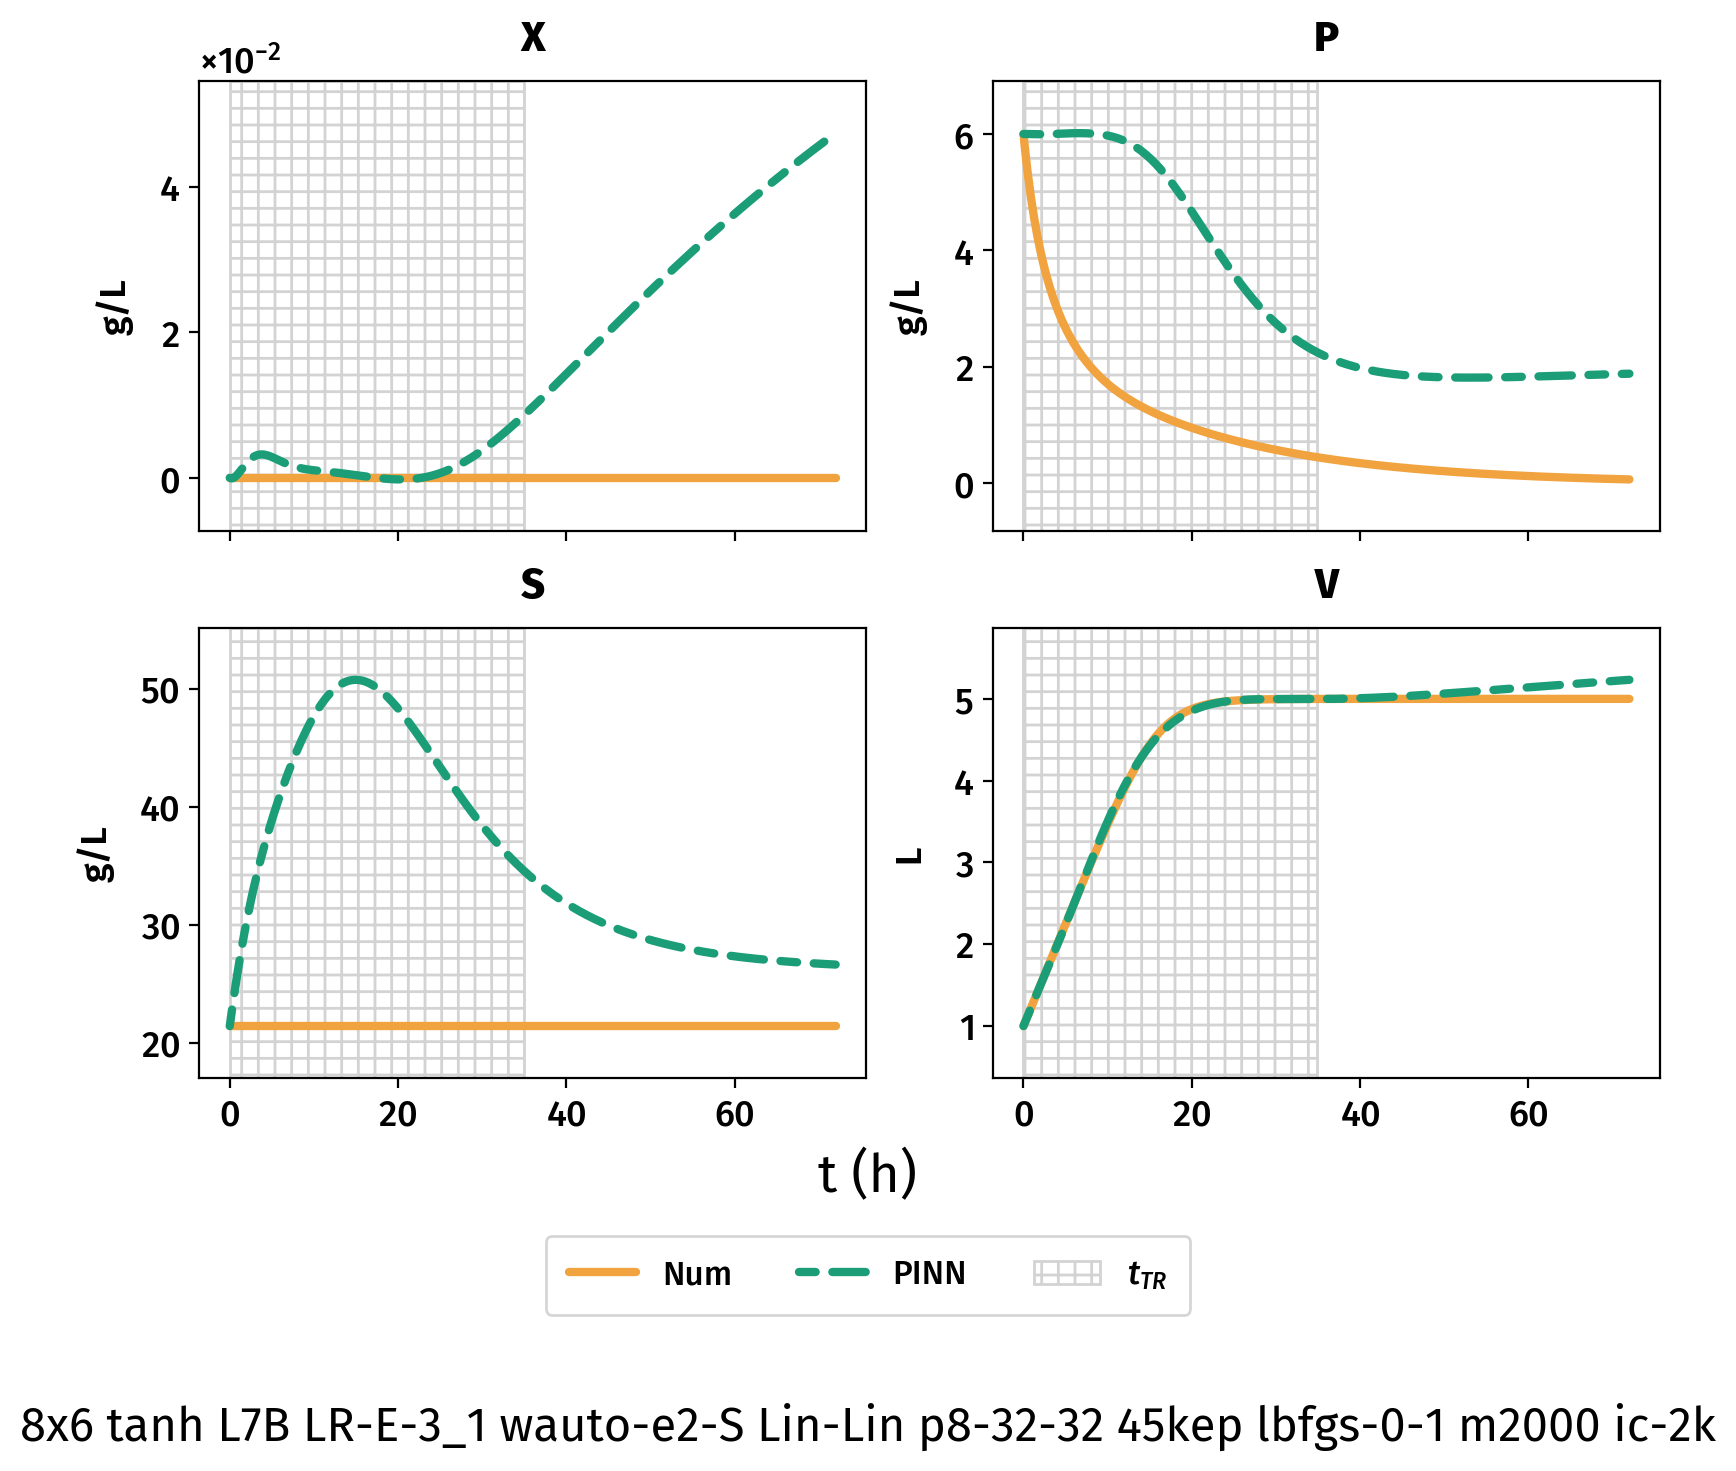 X
×10⁻²
4
2
0
g/L
P
6
4
2
0
g/L
S
50
40
30
20
g/L
0 20 40 60
V
5
4
3
2
1
L
0 20 40 60
t (h)
Num PINN t_TR
8x6 tanh L7B LR-E-3_1 wauto-e2-S Lin-Lin p8-32-32 45kep lbfgs-0-1 m2000 ic-2k